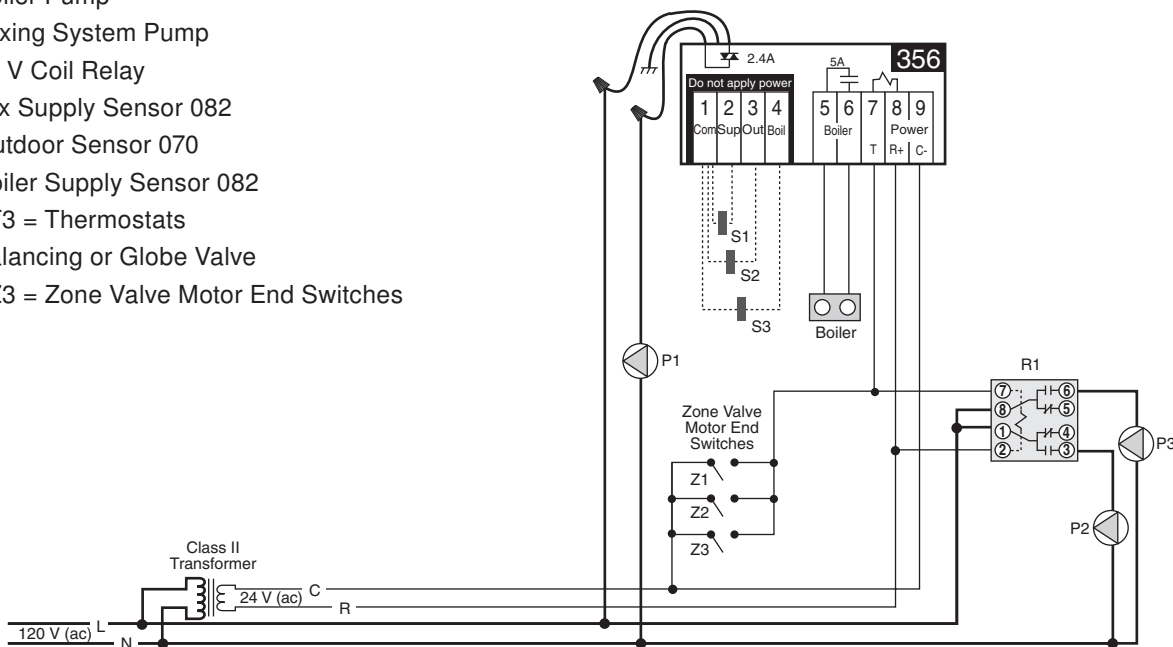 oiler Pump
xing System Pump
V Coil Relay
x Supply Sensor 082
utdoor Sensor 070
oiler Supply Sensor 082
T3 = Thermostats
alancing or Globe Valve
Z3 = Zone Valve Motor End Switches
2.4A
5A
356
Do not apply power
1 2 3 4
Com Sup Out Boil
5 6 7 8 9
Boiler Power
T R+ C-
S1
S2
S3
Boiler
P1
R1
7 6
8 5
1 4
2 3
P3
P2
Zone Valve
Motor End
Switches
Z1
Z2
Z3
Class II
Transformer
24 V (ac)
C
R
120 V (ac)
L
N